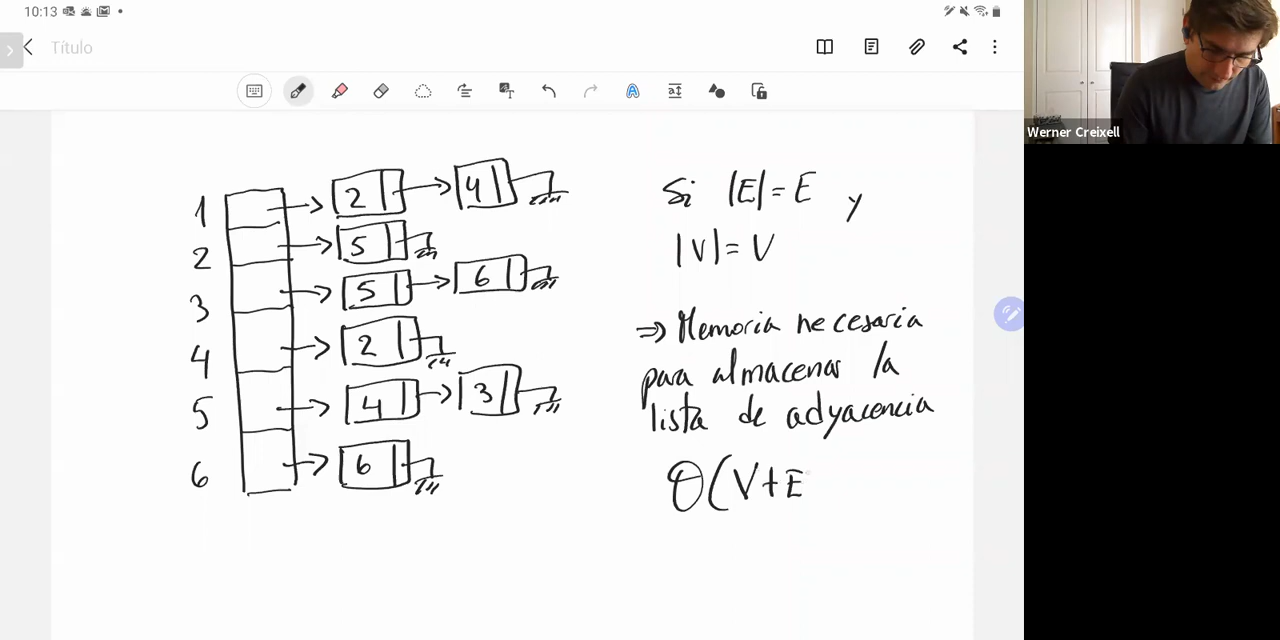 10:13
Título
Werner Creixell
1 2 4
2 5
3 5 6
4 2
5 4 3
6 6
Si |E| = E y
|V| = V
⇒ Memoria necesaria
para almacenar la
lista de adyacencia
Θ(V+E